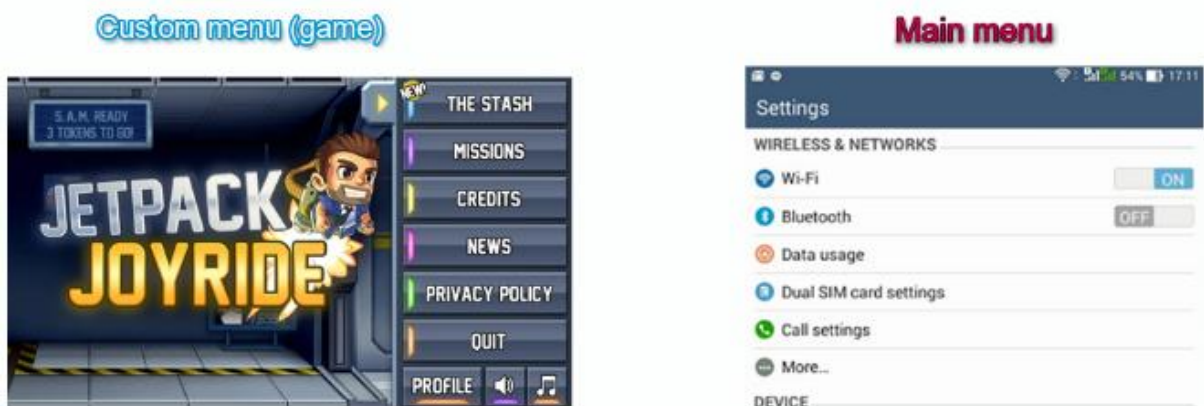 Custom menu (game)
Main menu
S.A.M. READY
3 TOKENS TO GO!
JETPACK
JOYRIDE
NEW!
THE STASH
MISSIONS
CREDITS
NEWS
PRIVACY POLICY
QUIT
PROFILE
54% 17:11
Settings
WIRELESS & NETWORKS
Wi-Fi ON
Bluetooth OFF
Data usage
Dual SIM card settings
Call settings
More...
DEVICE